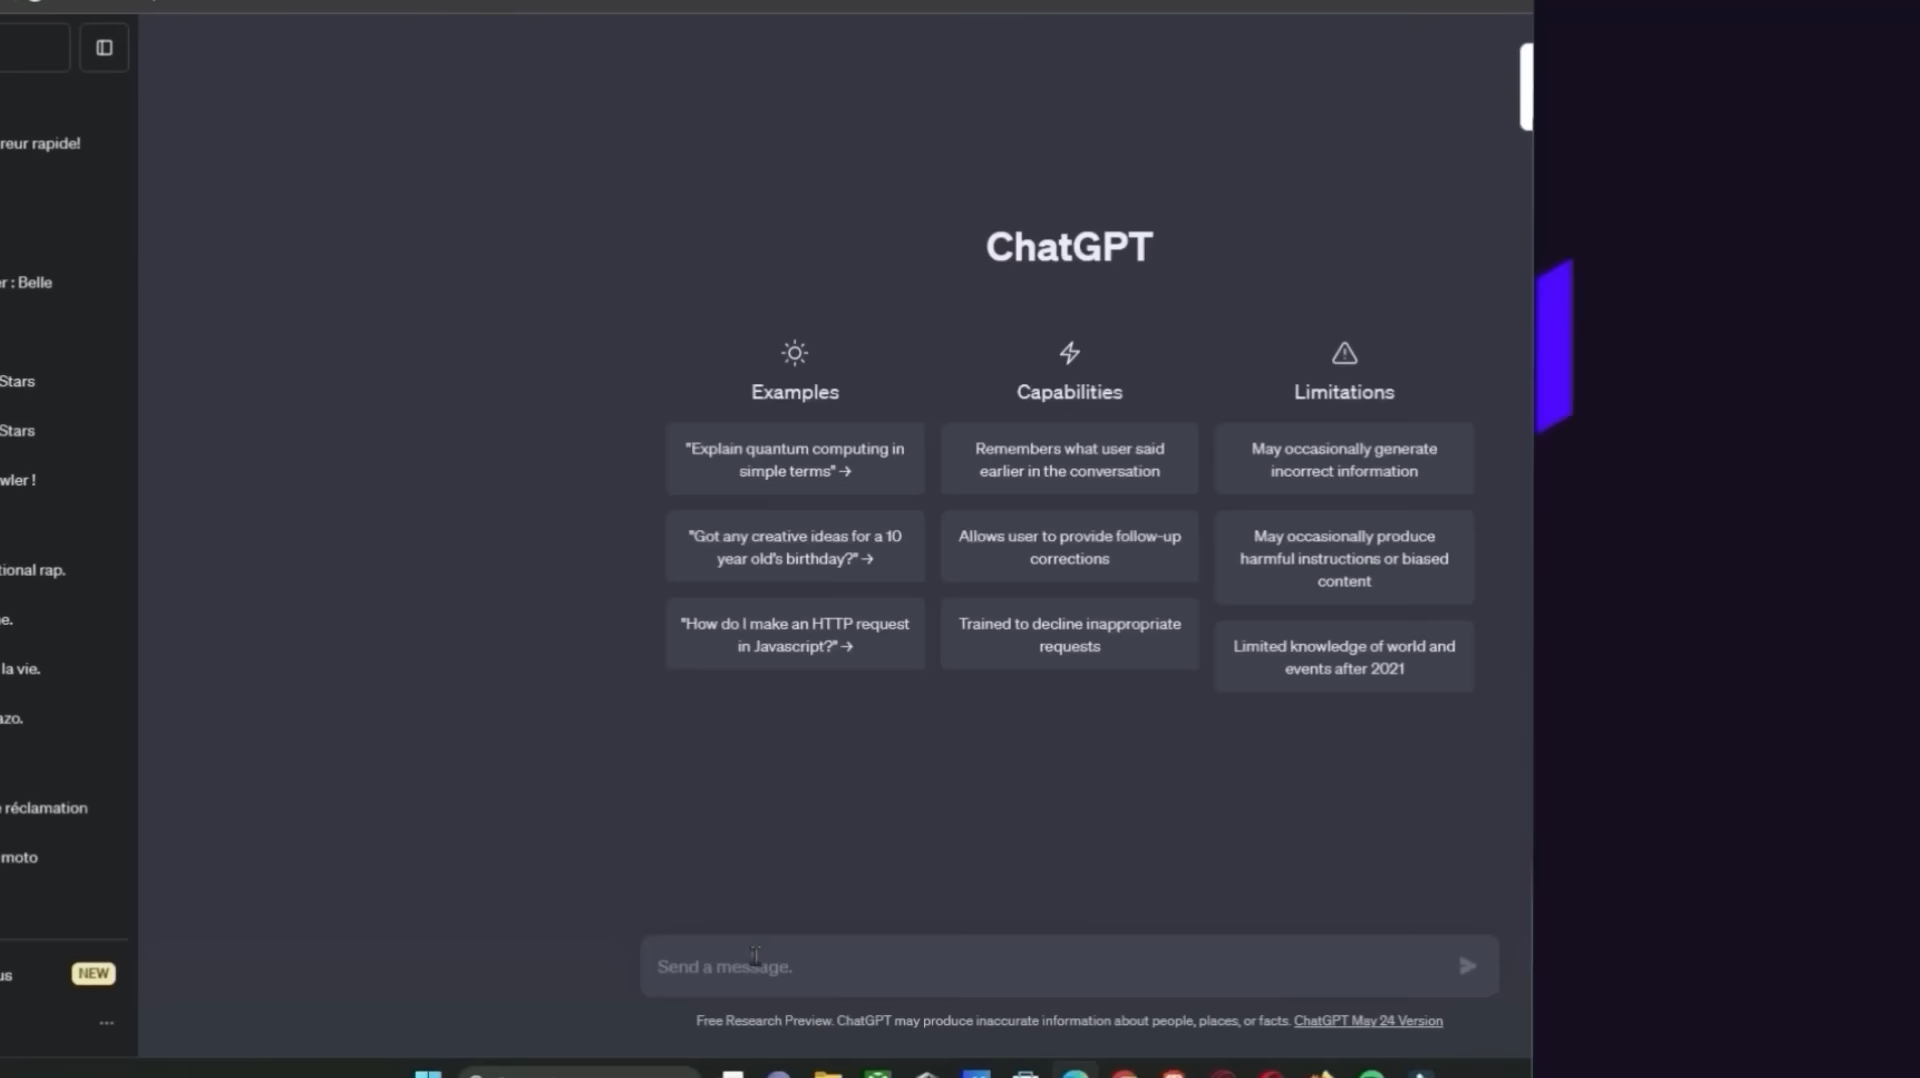 reur rapide!
er : Belle
Stars
Stars
wler !
tional rap.
e.
la vie.
azo.
e réclamation
moto
us
NEW
ChatGPT
Examples
Capabilities
Limitations
"Explain quantum computing in
simple terms" →
"Got any creative ideas for a 10
year old's birthday?" →
"How do I make an HTTP request
in Javascript?" →
Remembers what user said
earlier in the conversation
Allows user to provide follow-up
corrections
Trained to decline inappropriate
requests
May occasionally generate
incorrect information
May occasionally produce
harmful instructions or biased
content
Limited knowledge of world and
events after 2021
Send a message.
Free Research Preview. ChatGPT may produce inaccurate information about people, places, or facts. ChatGPT May 24 Version